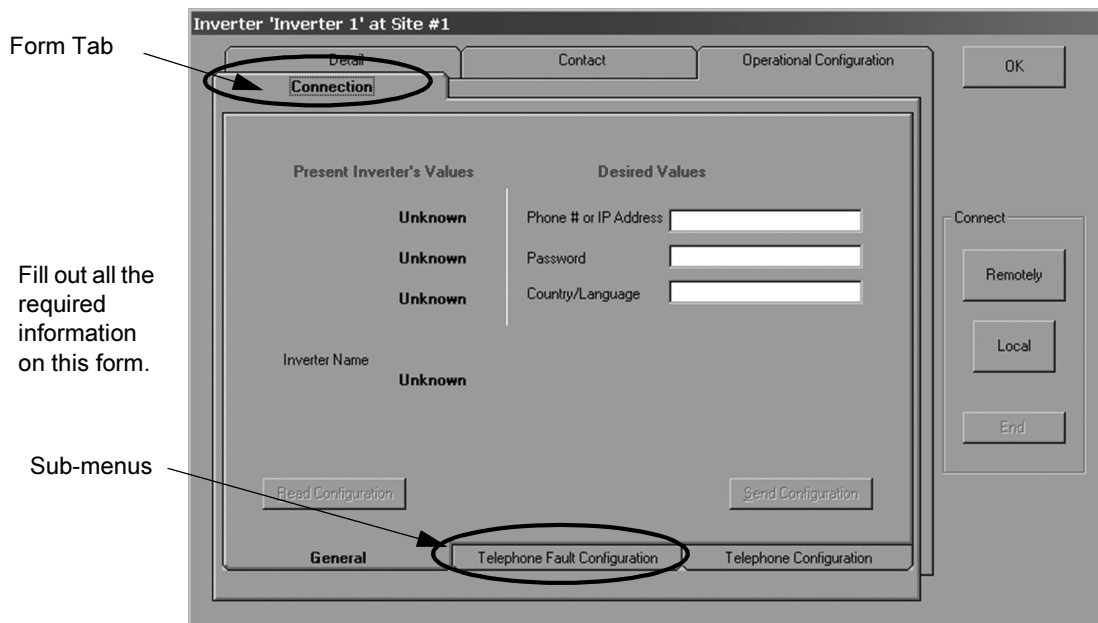 Inverter 'Inverter 1' at Site #1
Form Tab
Detail
Contact
Operational Configuration
OK
Connection
Present Inverter's Values
Desired Values
Unknown
Phone # or IP Address
Connect
Unknown
Password
Remotely
Unknown
Country/Language
Fill out all the
required
information
on this form.
Local
Inverter Name
Unknown
End
Sub-menus
Read Configuration
Send Configuration
General
Telephone Fault Configuration
Telephone Configuration